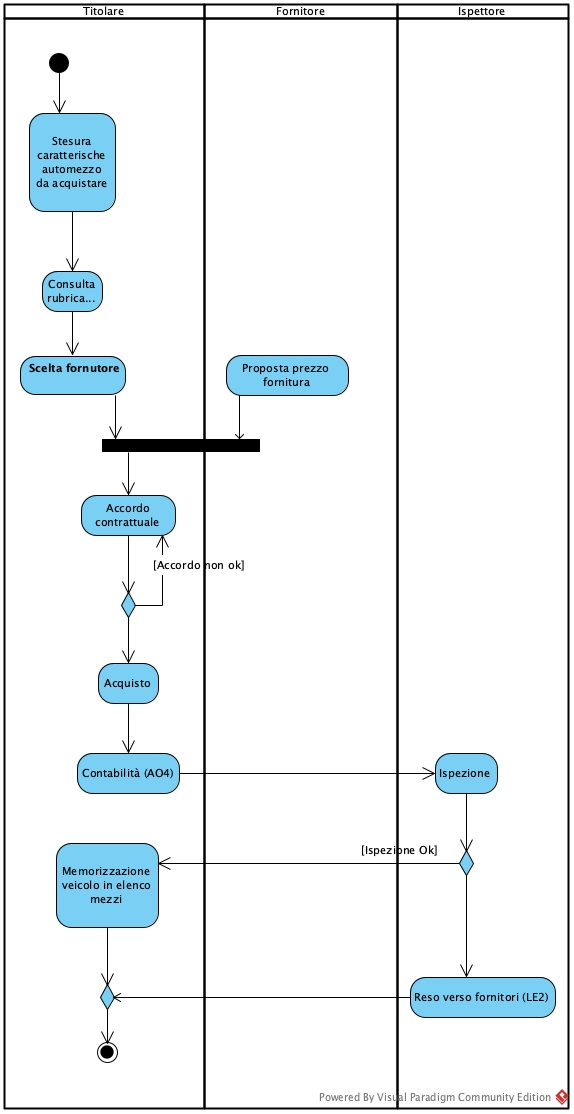 Titolare
Fornitore
Ispettore
Stesura
caratterische
automezzo
da acquistare
Consulta
rubrica...
Scelta fornutore
Proposta prezzo
fornitura
Accordo
contrattuale
[Accordo non ok]
Acquisto
Contabilità (AO4)
Ispezione
[Ispezione Ok]
Memorizzazione
veicolo in elenco
mezzi
Reso verso fornitori (LE2)
Powered By Visual Paradigm Community Edition